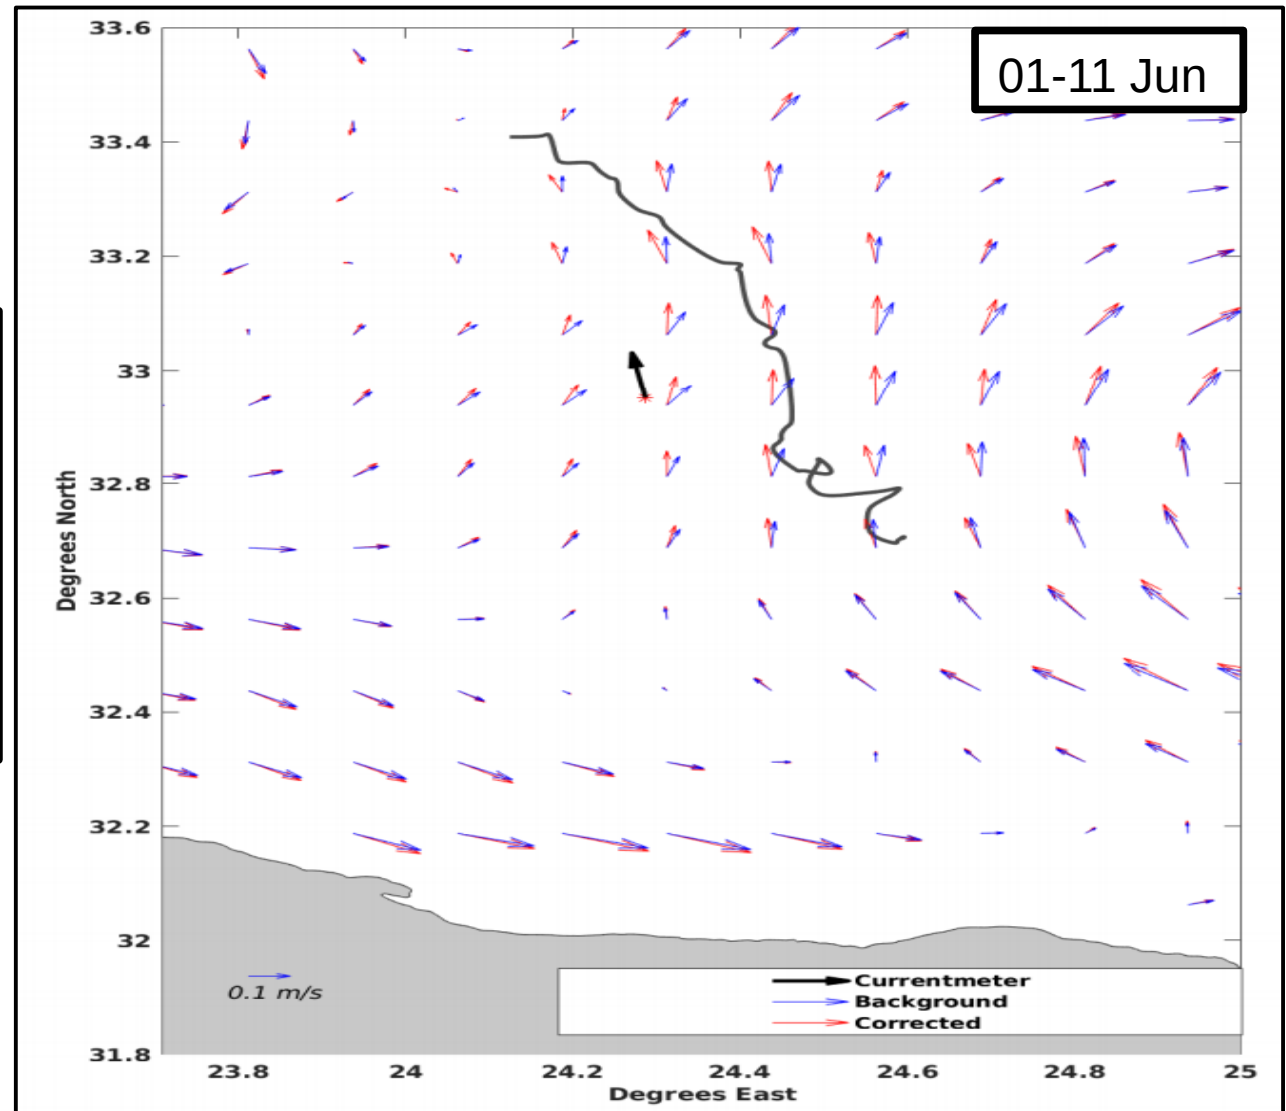 01-11 Jun
33.6
33.4
33.2
33
32.8
32.6
32.4
32.2
32
31.8
Degrees North
0.1 m/s
Currentmeter
Background
Corrected
23.8 24 24.2 24.4 24.6 24.8 25
Degrees East